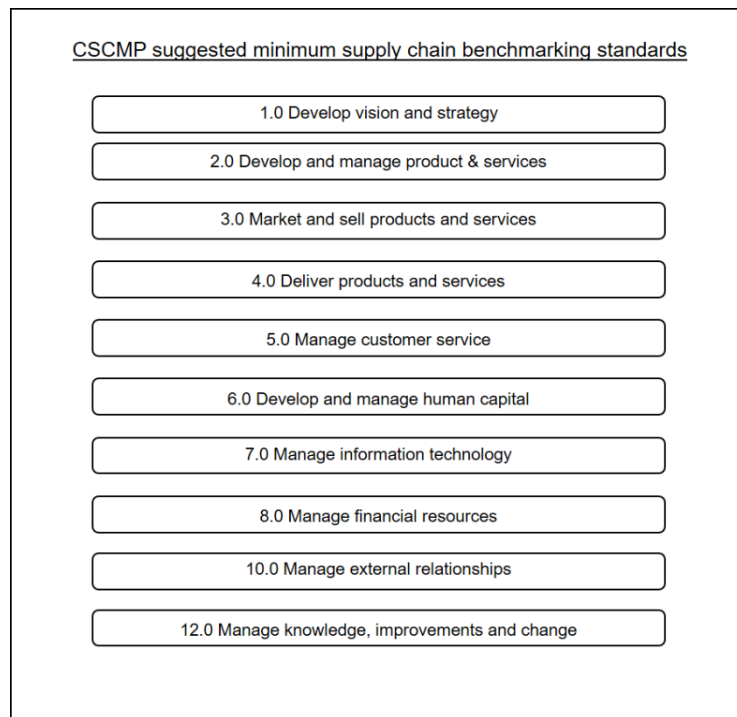 CSCMP suggested minimum supply chain benchmarking standards
1.0 Develop vision and strategy
2.0 Develop and manage product & services
3.0 Market and sell products and services
4.0 Deliver products and services
5.0 Manage customer service
6.0 Develop and manage human capital
7.0 Manage information technology
8.0 Manage financial resources
10.0 Manage external relationships
12.0 Manage knowledge, improvements and change